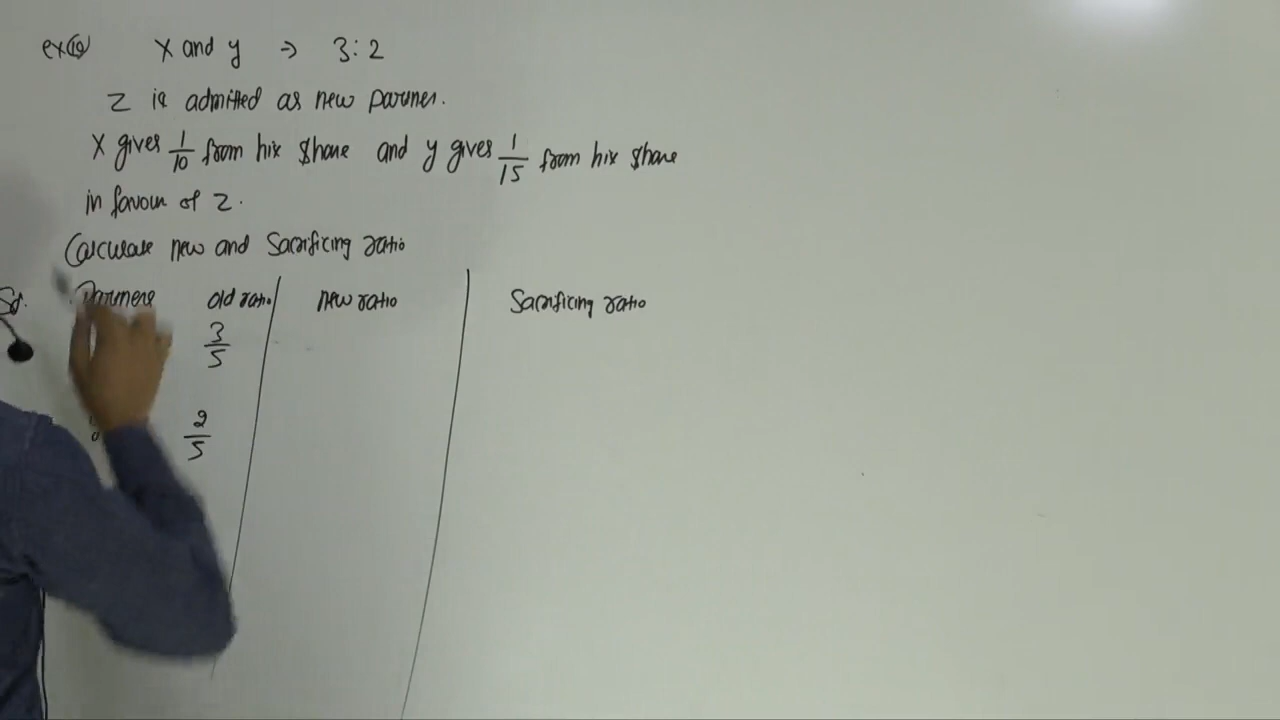 ex(10) X and y → 3:2
Z is admitted as new partner.
X gives 1/10 from his share and y gives 1/15 from his share
in favour of Z.
Calculate new and Sacrificing ratio
Partners old ratio new ratio Sacrificing ratio
3/5
2/5